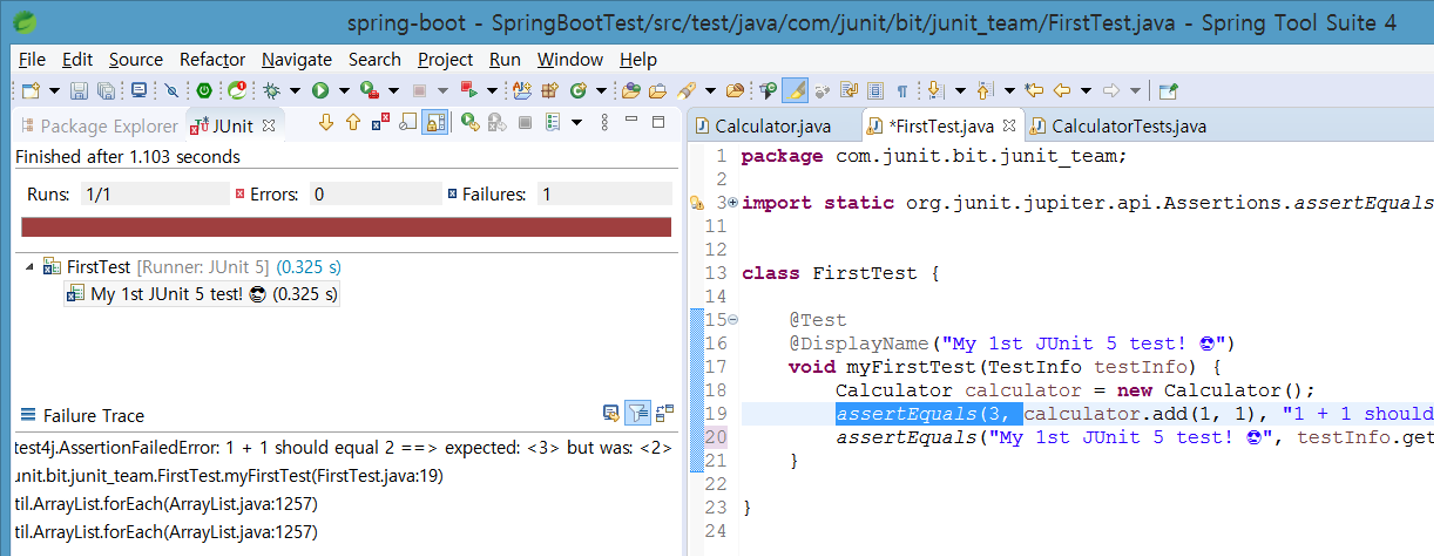 spring-boot - SpringBootTest/src/test/java/com/junit/bit/junit_team/FirstTest.java - Spring Tool Suite 4
File Edit Source Refactor Navigate Search Project Run Window Help
Package Explorer JUnit
Finished after 1.103 seconds
Runs: 1/1 Errors: 0 Failures: 1
FirstTest [Runner: JUnit 5] (0.325 s)
My 1st JUnit 5 test! 😎 (0.325 s)
Failure Trace
test4j.AssertionFailedError: 1 + 1 should equal 2 ==> expected: <3> but was: <2>
unit.bit.junit_team.FirstTest.myFirstTest(FirstTest.java:19)
til.ArrayList.forEach(ArrayList.java:1257)
til.ArrayList.forEach(ArrayList.java:1257)
Calculator.java *FirstTest.java CalculatorTests.java
1 package com.junit.bit.junit_team;
2
3 import static org.junit.jupiter.api.Assertions.assertEquals
11
12
13 class FirstTest {
14
15 @Test
16 @DisplayName("My 1st JUnit 5 test! 😎")
17 void myFirstTest(TestInfo testInfo) {
18 Calculator calculator = new Calculator();
19 assertEquals(3, calculator.add(1, 1), "1 + 1 should
20 assertEquals("My 1st JUnit 5 test! 😎", testInfo.get
21 }
22
23 }
24